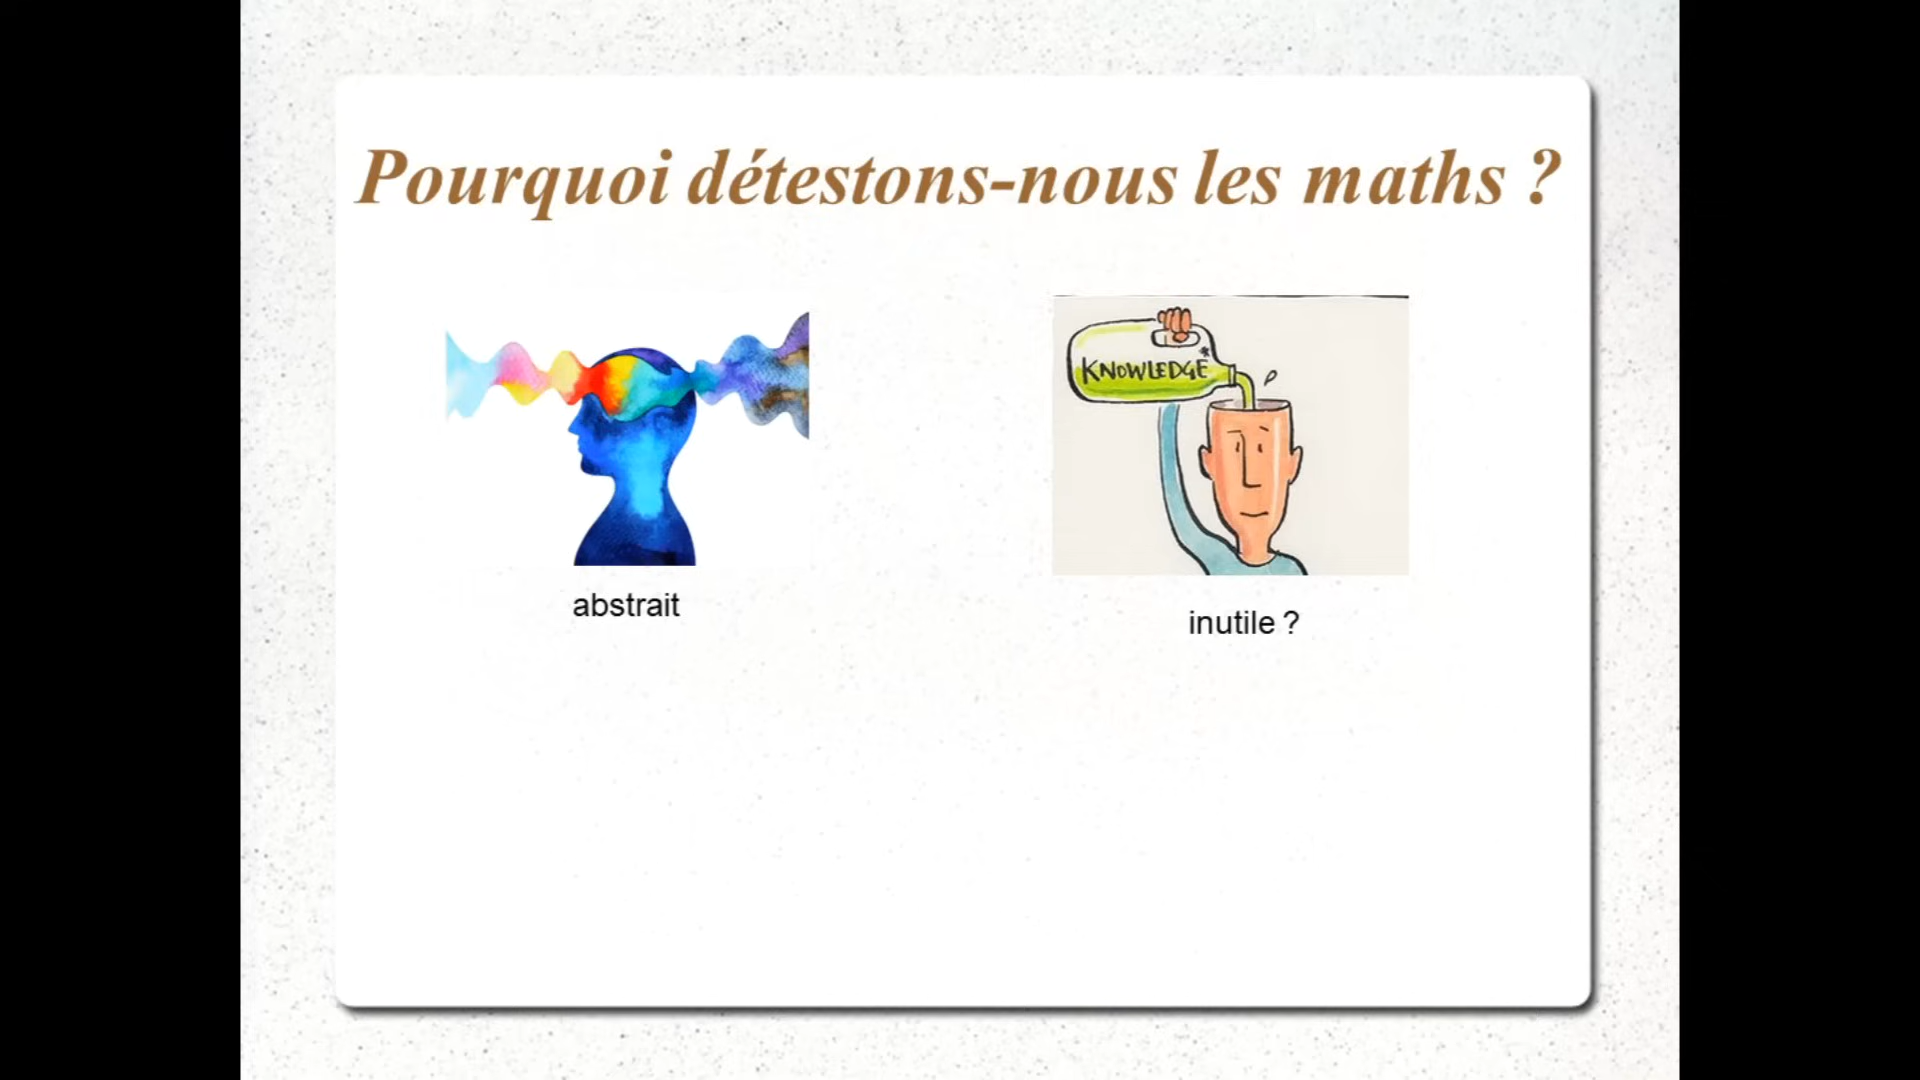 Pourquoi détestons-nous les maths ?
KNOWLEDGE*
abstrait
inutile ?